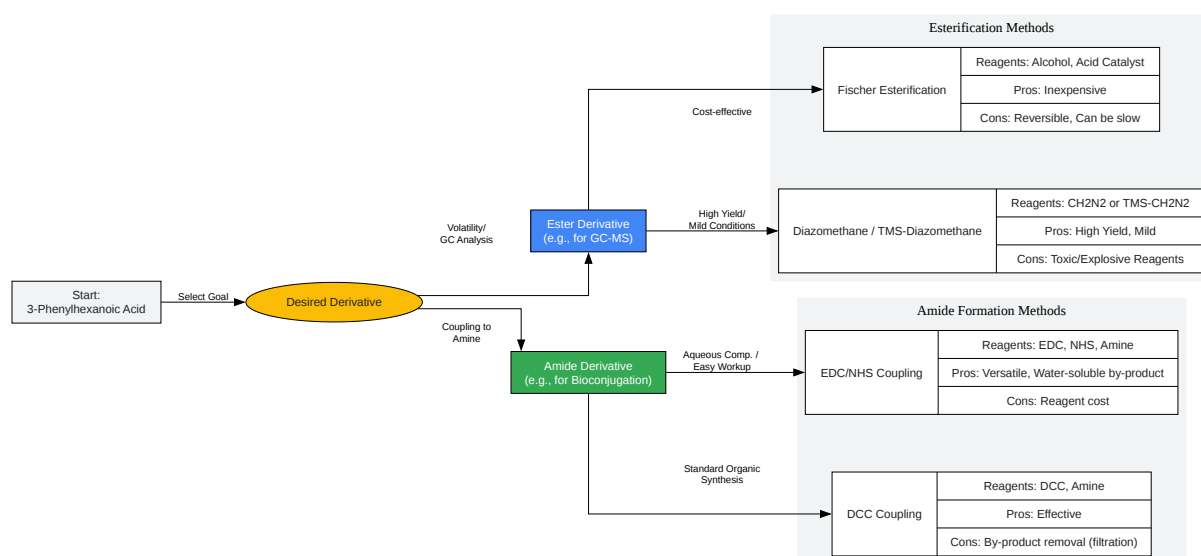 Esterification Methods
Fischer Esterification
Reagents: Alcohol, Acid Catalyst
Pros: Inexpensive
Cons: Reversible, Can be slow
Cost-effective
Diazomethane / TMS-Diazomethane
Reagents: CH2N2 or TMS-CH2N2
Pros: High Yield, Mild
Cons: Toxic/Explosive Reagents
High Yield/
Mild Conditions
Ester Derivative
(e.g., for GC-MS)
Volatility/
GC Analysis
Start:
3-Phenylhexanoic Acid
Select Goal
Desired Derivative
Coupling to
Amine
Amide Derivative
(e.g., for Bioconjugation)
Aqueous Comp. /
Easy Workup
Amide Formation Methods
EDC/NHS Coupling
Reagents: EDC, NHS, Amine
Pros: Versatile, Water-soluble by-product
Cons: Reagent cost
Standard Organic
Synthesis
DCC Coupling
Reagents: DCC, Amine
Pros: Effective
Cons: By-product removal (filtration)